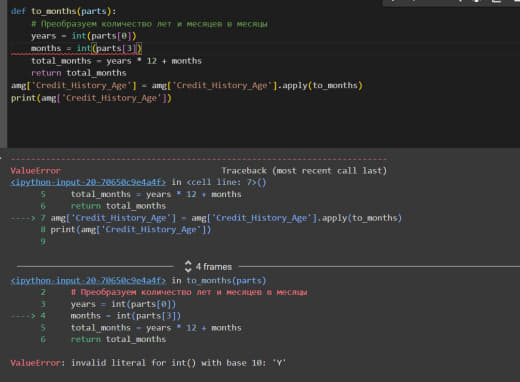 def to_months(parts):
# Преобразуем количество лет и месяцев в месяцы
years = int(parts[0])
months = int(parts[3])
total_months = years * 12 + months
return total_months
amg['Credit_History_Age'] = amg['Credit_History_Age'].apply(to_months)
print(amg['Credit_History_Age'])
---------------------------------------------------------------------------
ValueError Traceback (most recent call last)
<ipython-input-20-70650c9e4a4f> in <cell line: 7>()
5 total_months = years * 12 + months
6 return total_months
----> 7 amg['Credit_History_Age'] = amg['Credit_History_Age'].apply(to_months)
8 print(amg['Credit_History_Age'])
9
4 frames
<ipython-input-20-70650c9e4a4f> in to_months(parts)
2 # Преобразуем количество лет и месяцев в месяцы
3 years = int(parts[0])
----> 4 months = int(parts[3])
5 total_months = years * 12 + months
6 return total_months
ValueError: invalid literal for int() with base 10: 'Y'